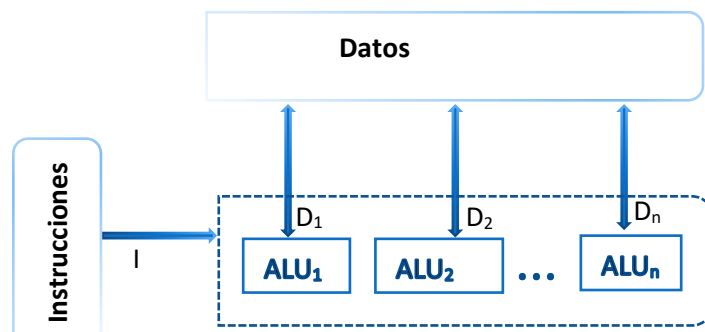 Datos
Instrucciones
I
D₁
D₂
Dₙ
ALU₁
ALU₂
...
ALUₙ